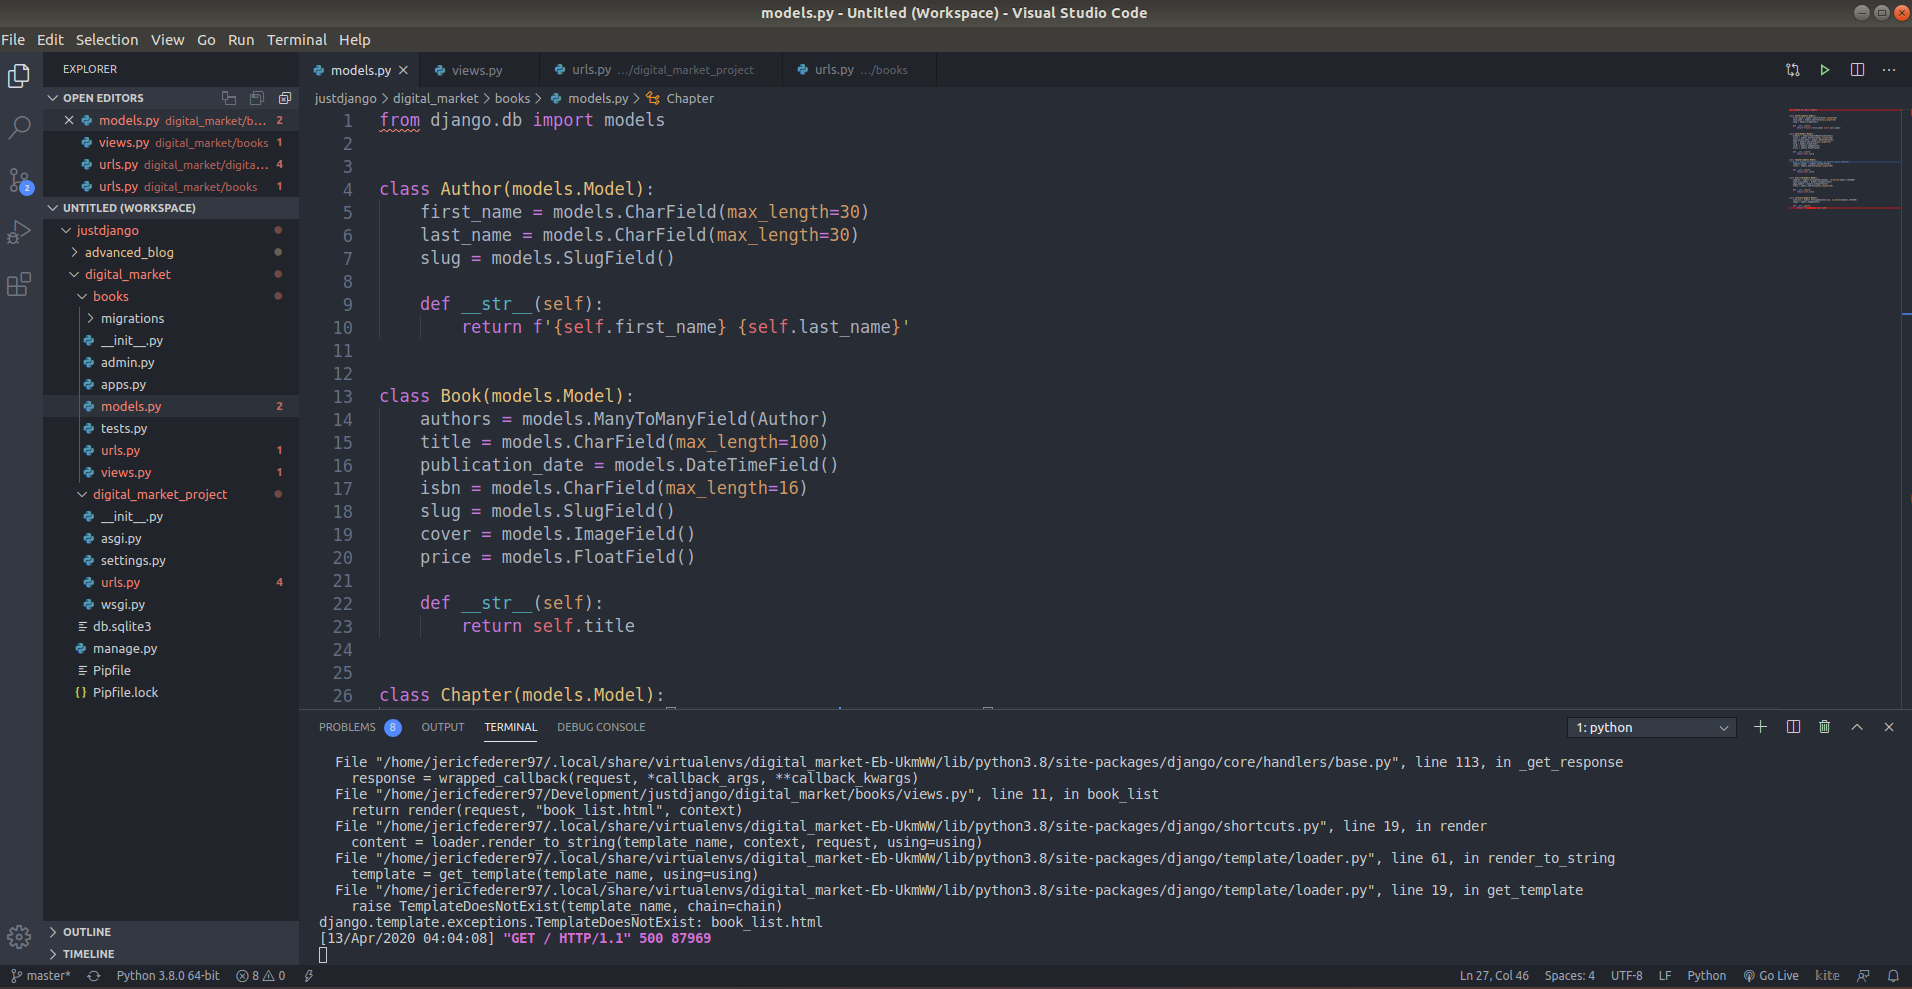 models.py - Untitled (Workspace) - Visual Studio Code
File Edit Selection View Go Run Terminal Help
EXPLORER
OPEN EDITORS
models.py digital_market/b... 2
views.py digital_market/books 1
urls.py digital_market/digita... 4
urls.py digital_market/books 1
UNTITLED (WORKSPACE)
justdjango
advanced_blog
digital_market
books
migrations
__init__.py
admin.py
apps.py
models.py 2
tests.py
urls.py 1
views.py 1
digital_market_project
__init__.py
asgi.py
settings.py
urls.py 4
wsgi.py
db.sqlite3
manage.py
Pipfile
{} Pipfile.lock
OUTLINE
TIMELINE
2
models.py views.py urls.py .../digital_market_project urls.py .../books
justdjango > digital_market > books > models.py > Chapter
1 from django.db import models
2
3
4 class Author(models.Model):
5     first_name = models.CharField(max_length=30)
6     last_name = models.CharField(max_length=30)
7     slug = models.SlugField()
8
9     def __str__(self):
10         return f'{self.first_name} {self.last_name}'
11
12
13 class Book(models.Model):
14     authors = models.ManyToManyField(Author)
15     title = models.CharField(max_length=100)
16     publication_date = models.DateTimeField()
17     isbn = models.CharField(max_length=16)
18     slug = models.SlugField()
19     cover = models.ImageField()
20     price = models.FloatField()
21
22     def __str__(self):
23         return self.title
24
25
26 class Chapter(models.Model):
PROBLEMS 8 OUTPUT TERMINAL DEBUG CONSOLE 1: python
  File "/home/jericfederer97/.local/share/virtualenvs/digital_market-Eb-UkmWW/lib/python3.8/site-packages/django/core/handlers/base.py", line 113, in _get_response
    response = wrapped_callback(request, *callback_args, **callback_kwargs)
  File "/home/jericfederer97/Development/justdjango/digital_market/books/views.py", line 11, in book_list
    return render(request, "book_list.html", context)
  File "/home/jericfederer97/.local/share/virtualenvs/digital_market-Eb-UkmWW/lib/python3.8/site-packages/django/shortcuts.py", line 19, in render
    content = loader.render_to_string(template_name, context, request, using=using)
  File "/home/jericfederer97/.local/share/virtualenvs/digital_market-Eb-UkmWW/lib/python3.8/site-packages/django/template/loader.py", line 61, in render_to_string
    template = get_template(template_name, using=using)
  File "/home/jericfederer97/.local/share/virtualenvs/digital_market-Eb-UkmWW/lib/python3.8/site-packages/django/template/loader.py", line 19, in get_template
    raise TemplateDoesNotExist(template_name, chain=chain)
django.template.exceptions.TemplateDoesNotExist: book_list.html
[13/Apr/2020 04:04:08] "GET / HTTP/1.1" 500 87969
master* Python 3.8.0 64-bit 8 0 Ln 27, Col 46 Spaces: 4 UTF-8 LF Python Go Live kite